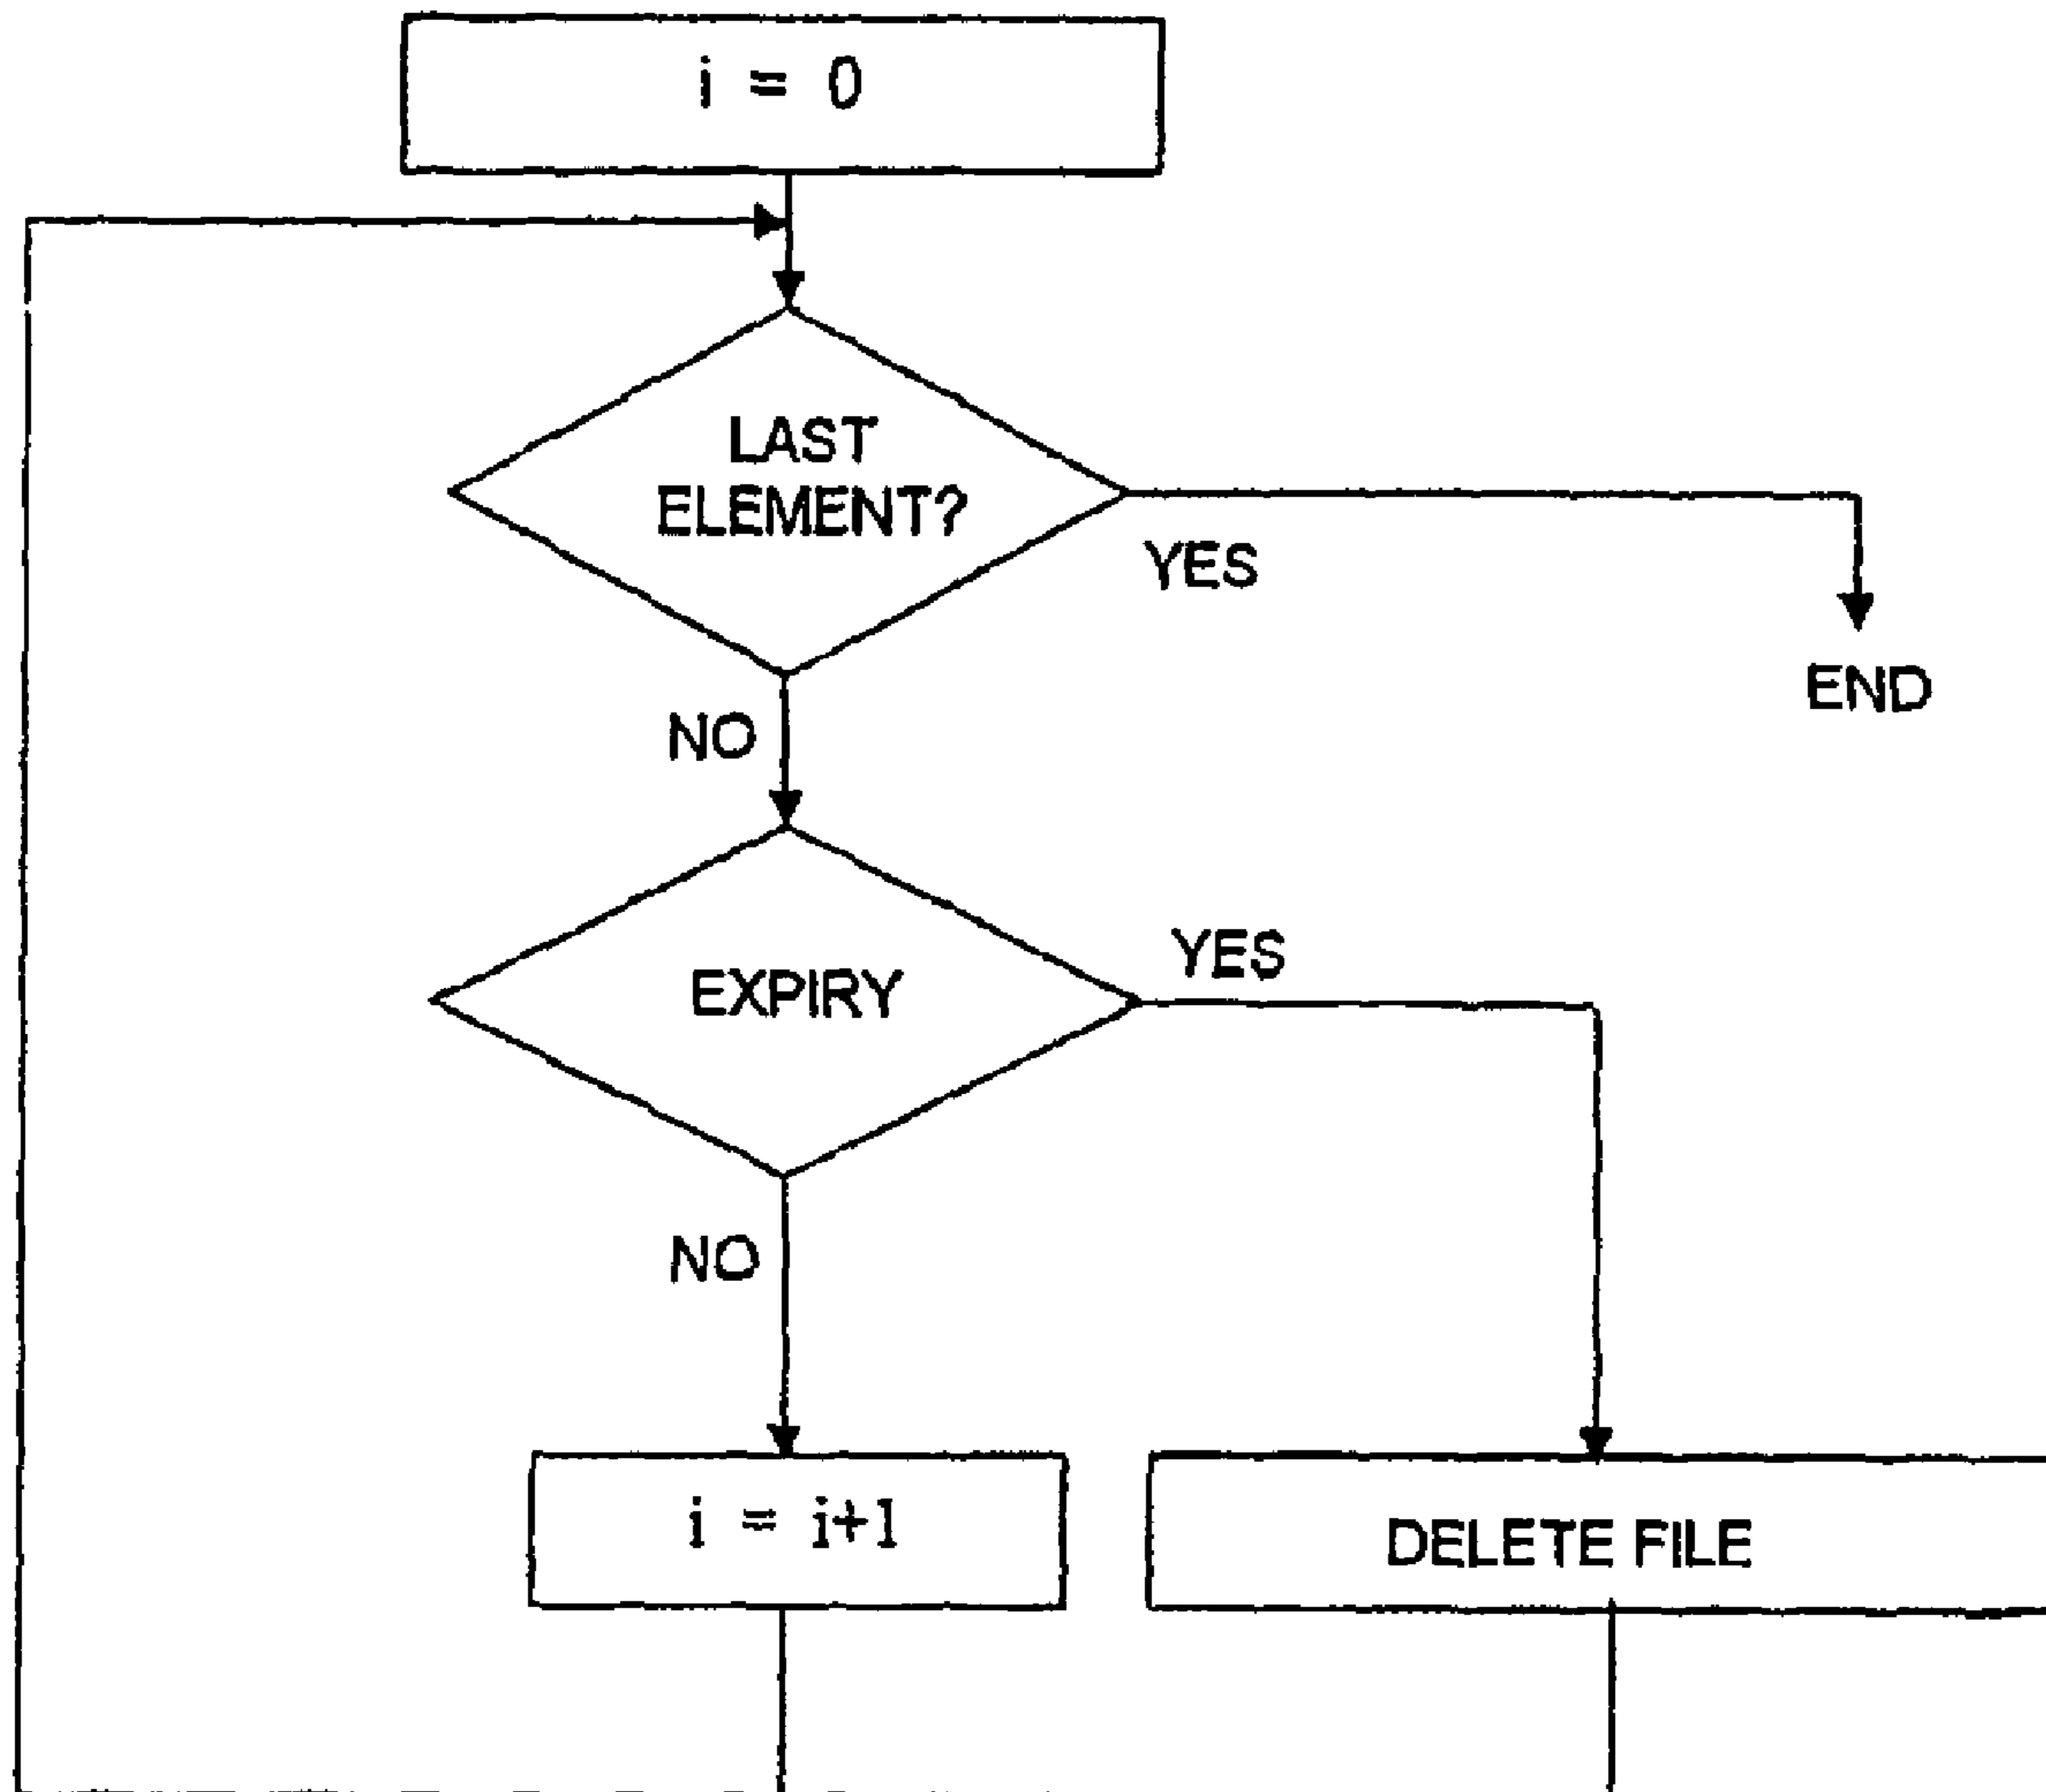 i = 0
LAST
ELEMENT?
YES
END
NO
EXPIRY
YES
NO
i = i+1
DELETE FILE